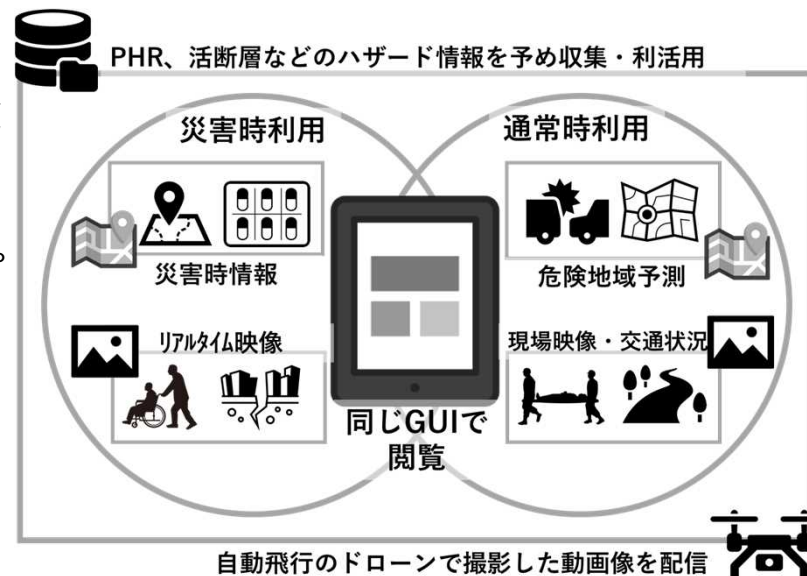 PHR、活断層などのハザード情報を予め収集・利活用
災害時利用
通常時利用
災害時情報
危険地域予測
リアルタイム映像
現場映像・交通状況
同じGUIで
閲覧
自動飛行のドローンで撮影した動画像を配信
。